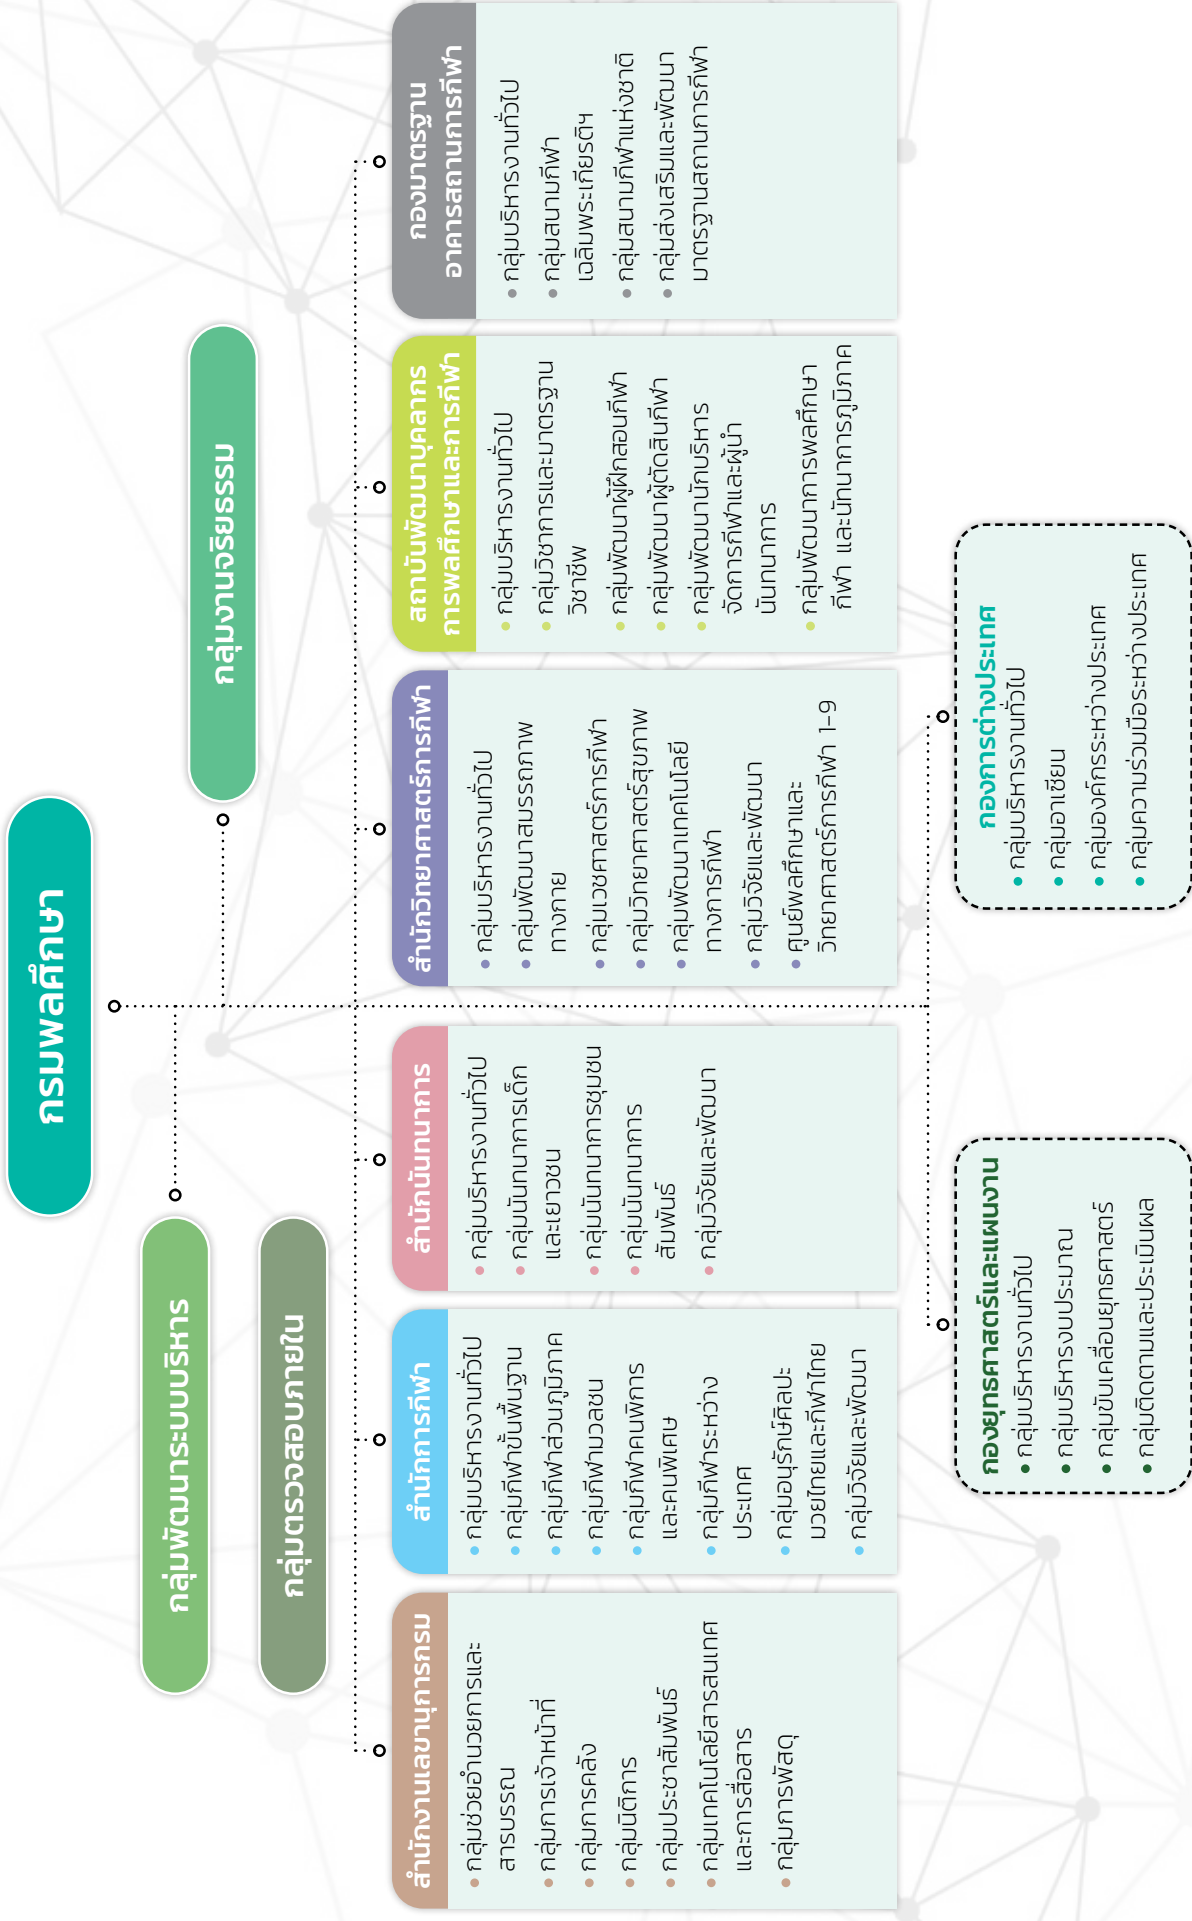 กรมพลศึกษา
กลุ่มพัฒนาระบบบริหาร
กลุ่มงานจริยธรรม
กลุ่มตรวจสอบภายใน
สำนักงานเลขานุการกรม
• กลุ่มช่วยอำนวยการและ
สารบรรณ
• กลุ่มการเจ้าหน้าที่
• กลุ่มการคลัง
• กลุ่มนิติการ
• กลุ่มประชาสัมพันธ์
• กลุ่มเทคโนโลยีสารสนเทศ
และการสื่อสาร
• กลุ่มการพัสดุ
สำนักการกีฬา
• กลุ่มบริหารงานทั่วไป
• กลุ่มกีฬาขั้นพื้นฐาน
• กลุ่มกีฬาส่วนภูมิภาค
• กลุ่มกีฬามวลชน
• กลุ่มกีฬาคนพิการ
และคนพิเศษ
• กลุ่มกีฬาระหว่าง
ประเทศ
• กลุ่มอนุรักษ์ศิลปะ
มวยไทยและกีฬาไทย
• กลุ่มวิจัยและพัฒนา
สำนักนันทนาการ
• กลุ่มบริหารงานทั่วไป
• กลุ่มนันทนาการเด็ก
และเยาวชน
• กลุ่มนันทนาการชุมชน
• กลุ่มนันทนาการ
สัมพันธ์
• กลุ่มวิจัยและพัฒนา
สำนักวิทยาศาสตร์การกีฬา
• กลุ่มบริหารงานทั่วไป
• กลุ่มพัฒนาสมรรถภาพ
ทางกาย
• กลุ่มเวชศาสตร์การกีฬา
• กลุ่มวิทยาศาสตร์สุขภาพ
• กลุ่มพัฒนาเทคโนโลยี
ทางการกีฬา
• กลุ่มวิจัยและพัฒนา
• ศูนย์พลศึกษาและ
วิทยาศาสตร์การกีฬา 1-9
สถาบันพัฒนาบุคลากร
การพลศึกษาและการกีฬา
• กลุ่มบริหารงานทั่วไป
• กลุ่มวิชาการและมาตรฐาน
วิชาชีพ
• กลุ่มพัฒนาผู้ฝึกสอนกีฬา
• กลุ่มพัฒนาผู้ตัดสินกีฬา
• กลุ่มพัฒนานักบริหาร
จัดการกีฬาและผู้นำ
นันทนาการ
• กลุ่มพัฒนาการพลศึกษา
กีฬา และนันทนาการภูมิภาค
กองมาตรฐาน
อาคารสถานการกีฬา
• กลุ่มบริหารงานทั่วไป
• กลุ่มสนามกีฬา
เฉลิมพระเกียรติฯ
• กลุ่มสนามกีฬาแห่งชาติ
• กลุ่มส่งเสริมและพัฒนา
มาตรฐานสถานการกีฬา
กองยุทธศาสตร์และแผนงาน
• กลุ่มบริหารงานทั่วไป
• กลุ่มบริหารงบประมาณ
• กลุ่มขับเคลื่อนยุทธศาสตร์
• กลุ่มติดตามและประเมินผล
กองการต่างประเทศ
• กลุ่มบริหารงานทั่วไป
• กลุ่มอาเซียน
• กลุ่มองค์กรระหว่างประเทศ
• กลุ่มความร่วมมือระหว่างประเทศ